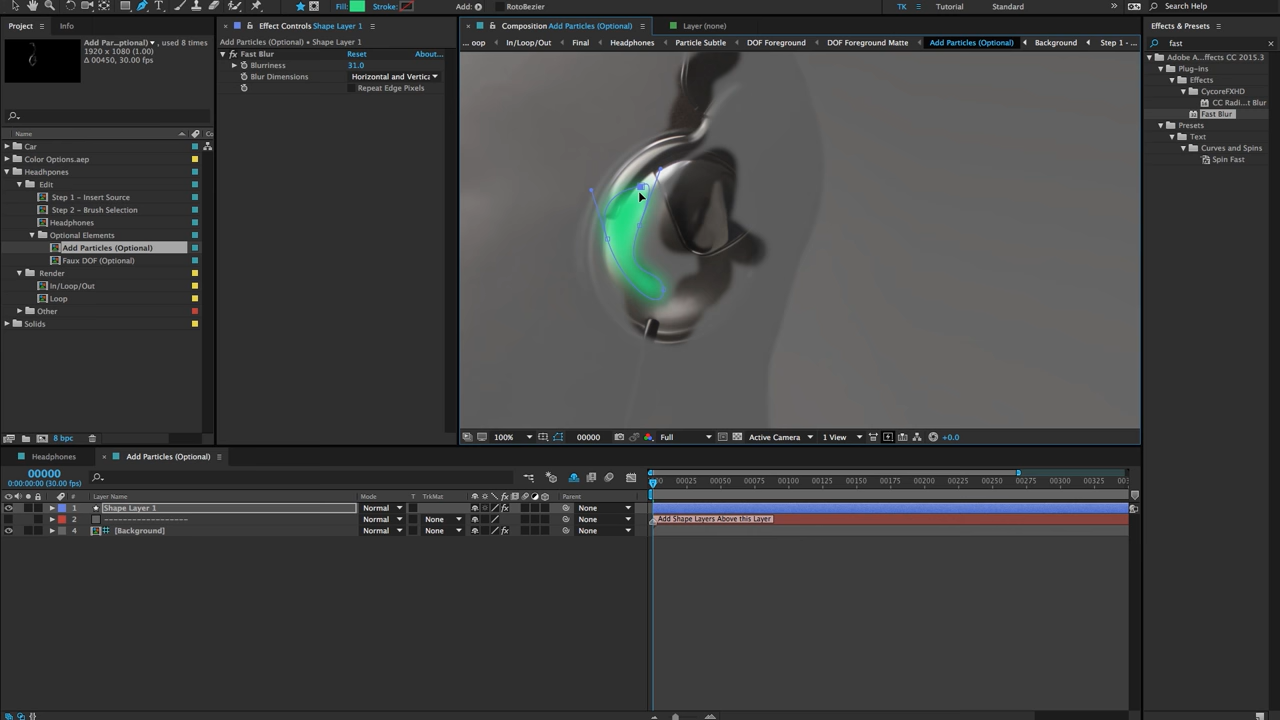 Fill:
Stroke:
Add:
RotoBezier
TK
Tutorial
Standard
Search Help
Project
Info
Effect Controls Shape Layer 1
Composition Add Particles (Optional)
Layer (none)
Effects & Presets
Add Par...ptional) , used 8 times
1920 x 1080 (1.00)
Δ 00450, 30.00 fps
Add Particles (Optional) • Shape Layer 1
Fast Blur
Reset
About...
Blurriness
31.0
Blur Dimensions
Horizontal and Vertica
Repeat Edge Pixels
... oop
In/Loop/Out
Final
Headphones
Particle Subtle
DOF Foreground
DOF Foreground Matte
Add Particles (Optional)
Background
Step 1 - ...
fast
Adobe A...ffects CC 2015.3
Plug-ins
Effects
CycoreFXHD
CC Radi...t Blur
Fast Blur
Presets
Text
Curves and Spins
Spin Fast
Name
Co
Car
Color Options.aep
Headphones
Edit
Step 1 - Insert Source
Step 2 - Brush Selection
Headphones
Optional Elements
Add Particles (Optional)
Faux DOF (Optional)
Render
In/Loop/Out
Loop
Other
Solids
8 bpc
100%
00000
Full
Active Camera
1 View
+0.0
Headphones
Add Particles (Optional)
00000
0:00:00:00 (30.00 fps)
00025
00050
00075
00100
00125
00150
00175
00200
00225
00250
00275
00300
00325
Layer Name
Mode
T
TrkMat
Parent
1
Shape Layer 1
Normal
None
2
------------------
Normal
None
None
Add Shape Layers Above this Layer
4
[Background]
Normal
None
None